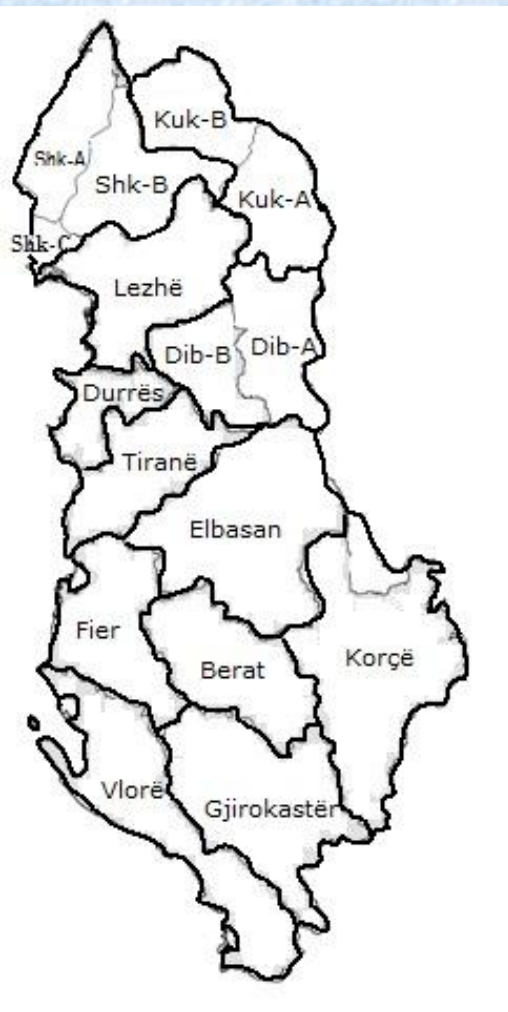 Kuk-B
Shk-A
Shk-B
Kuk-A
Shk-C
Lezhë
Dib-B
Dib-A
Durrës
Tiranë
Elbasan
Fier
Berat
Korçë
Vlorë
Gjirokastër